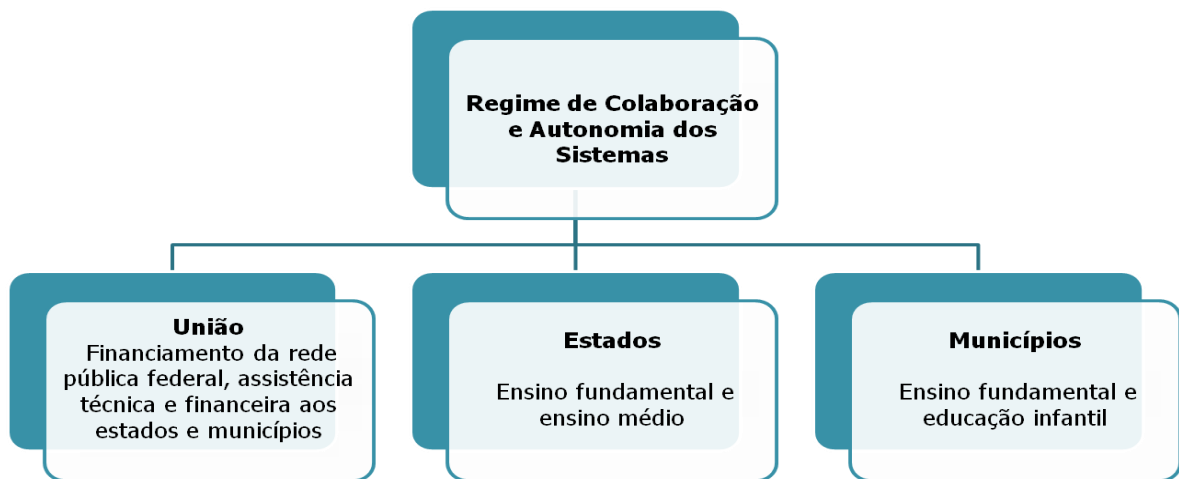 Regime de Colaboração
e Autonomia dos
Sistemas
União
Financiamento da rede
pública federal, assistência
técnica e financeira aos
estados e municípios
Estados
Ensino fundamental e
ensino médio
Municípios
Ensino fundamental e
educação infantil